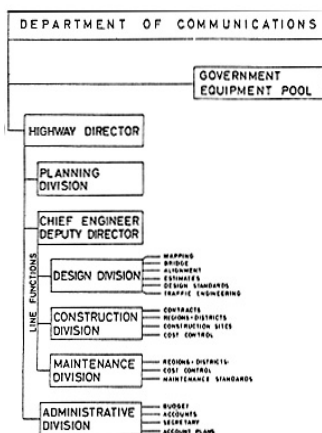 DEPARTMENT OF COMMUNICATIONS
GOVERNMENT
EQUIPMENT POOL
HIGHWAY DIRECTOR
PLANNING
DIVISION
CHIEF ENGINEER
DEPUTY DIRECTOR
LINE FUNCTIONS
DESIGN DIVISION
MAPPING
BRIDGE
ALIGNMENT
ESTIMATES
DESIGN STANDARDS
TRAFFIC ENGINEERING
CONSTRUCTION
DIVISION
CONTRACTS
REGIONS-DISTRICTS
CONSTRUCTION SITES
COST CONTROL
MAINTENANCE
DIVISION
REGIONS-DISTRICTS-
COST CONTROL
MAINTENANCE STANDARDS
ADMINISTRATIVE
DIVISION
BUDGET
ACCOUNTS
SECRETARY
ACCOUNT PLANS